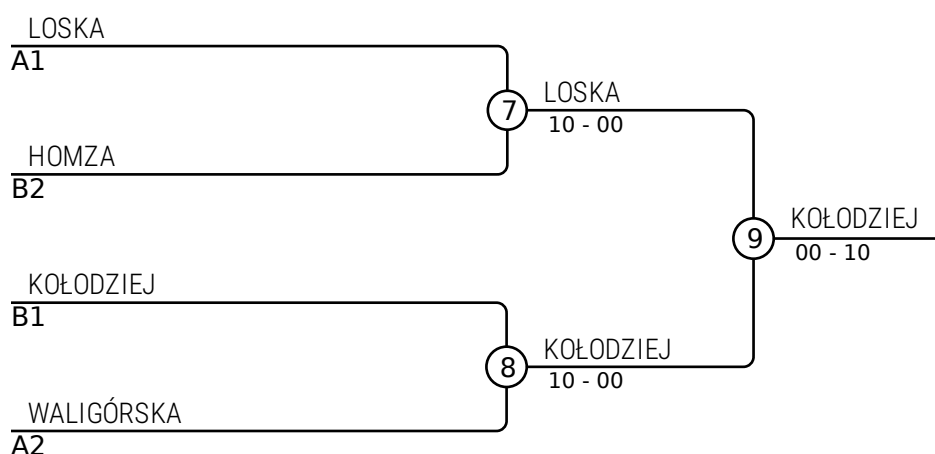 LOSKA
A1
HOMZA
B2
7
LOSKA
10 - 00
KOŁODZIEJ
B1
WALIGÓRSKA
A2
8
KOŁODZIEJ
10 - 00
9
KOŁODZIEJ
00 - 10